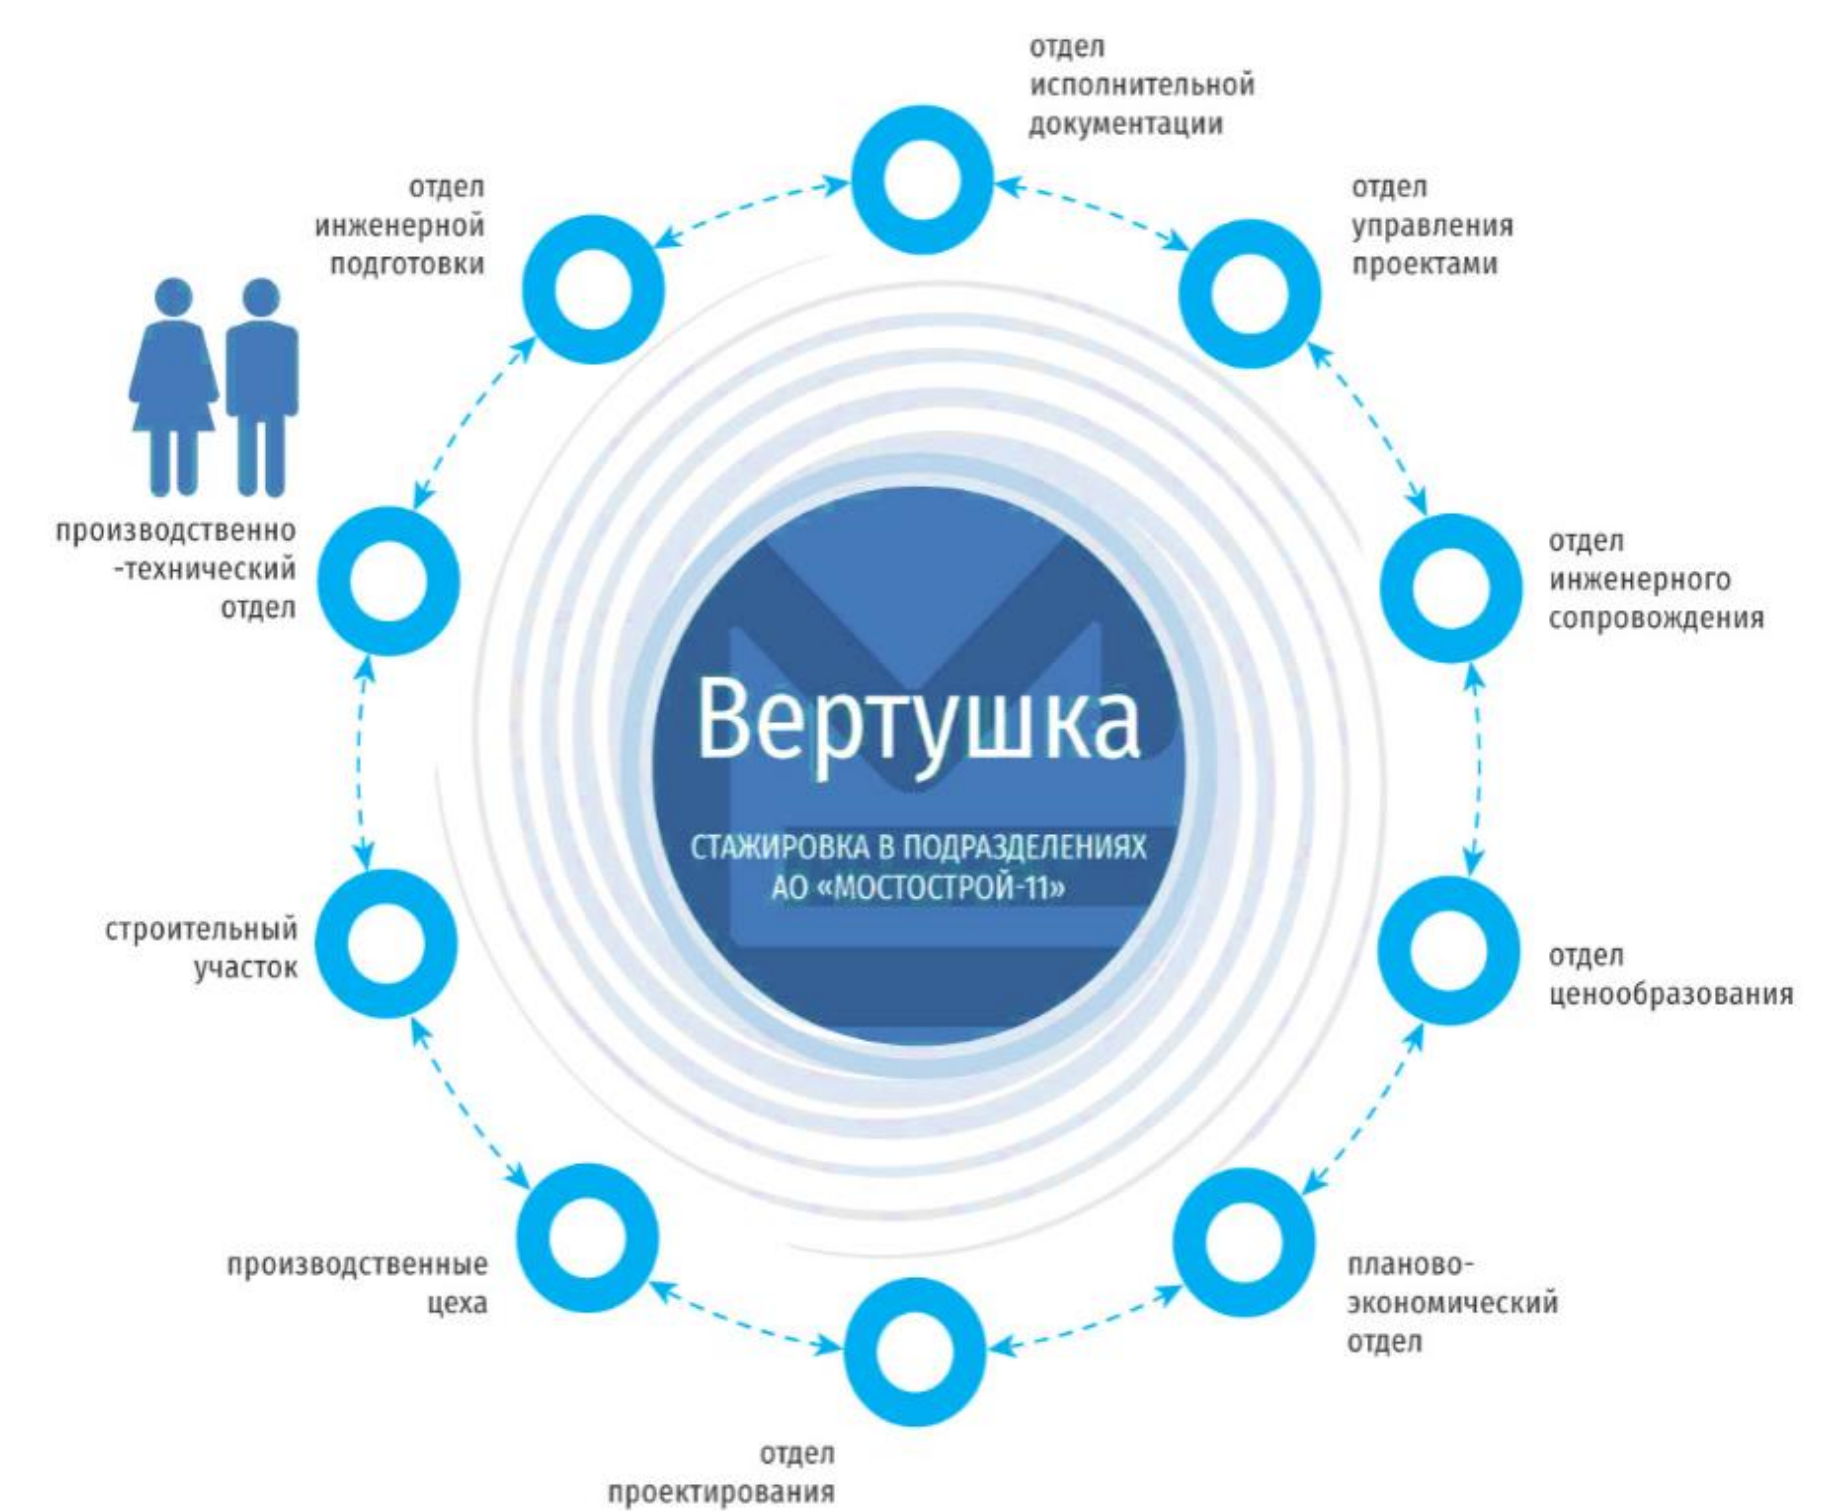 отдел
исполнительной
документации
отдел
управления
проектами
отдел
инженерного
сопровождения
отдел
ценообразования
планово-
экономический
отдел
отдел
проектирования
производственные
цеха
строительный
участок
производственно
-технический
отдел
отдел
инженерной
подготовки
Вертушка
СТАЖИРОВКА В ПОДРАЗДЕЛЕНИЯХ
АО «МОСТОСТРОЙ-11»